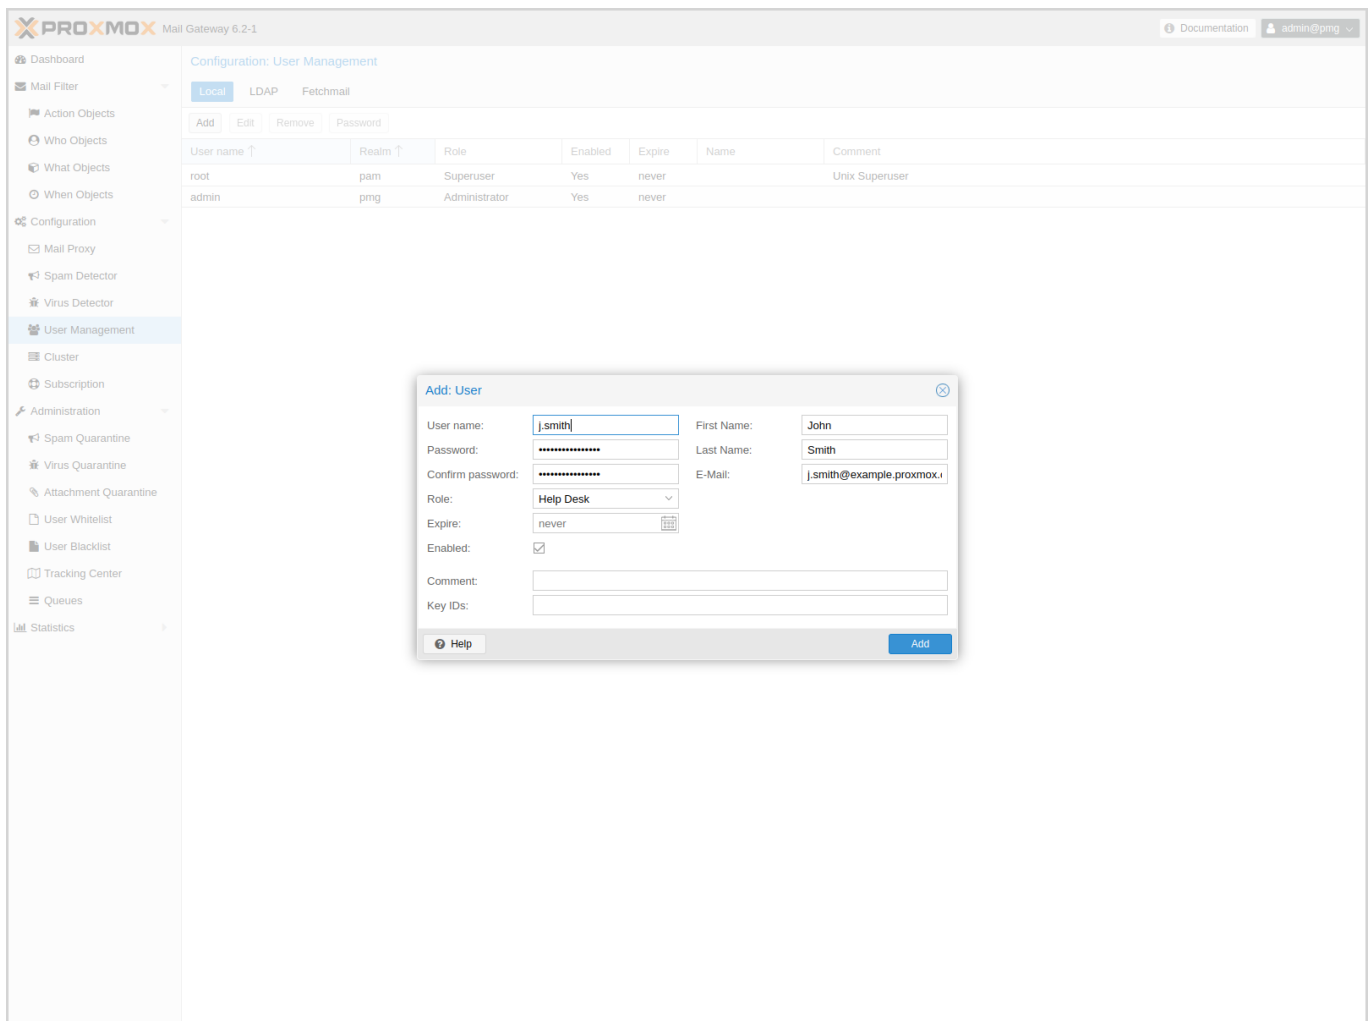 PROXMOX Mail Gateway 6.2-1
Documentation
admin@pmg
Dashboard
Mail Filter
Action Objects
Who Objects
What Objects
When Objects
Configuration
Mail Proxy
Spam Detector
Virus Detector
User Management
Cluster
Subscription
Administration
Spam Quarantine
Virus Quarantine
Attachment Quarantine
User Whitelist
User Blacklist
Tracking Center
Queues
Statistics
Configuration: User Management
Local LDAP Fetchmail
Add Edit Remove Password
User name Realm Role Enabled Expire Name Comment
root pam Superuser Yes never Unix Superuser
admin pmg Administrator Yes never
Add: User
User name: j.smith First Name: John
Password: •••••••••••••••• Last Name: Smith
Confirm password: •••••••••••••••• E-Mail: j.smith@example.proxmox.
Role: Help Desk
Expire: never
Enabled:
Comment:
Key IDs:
Help Add